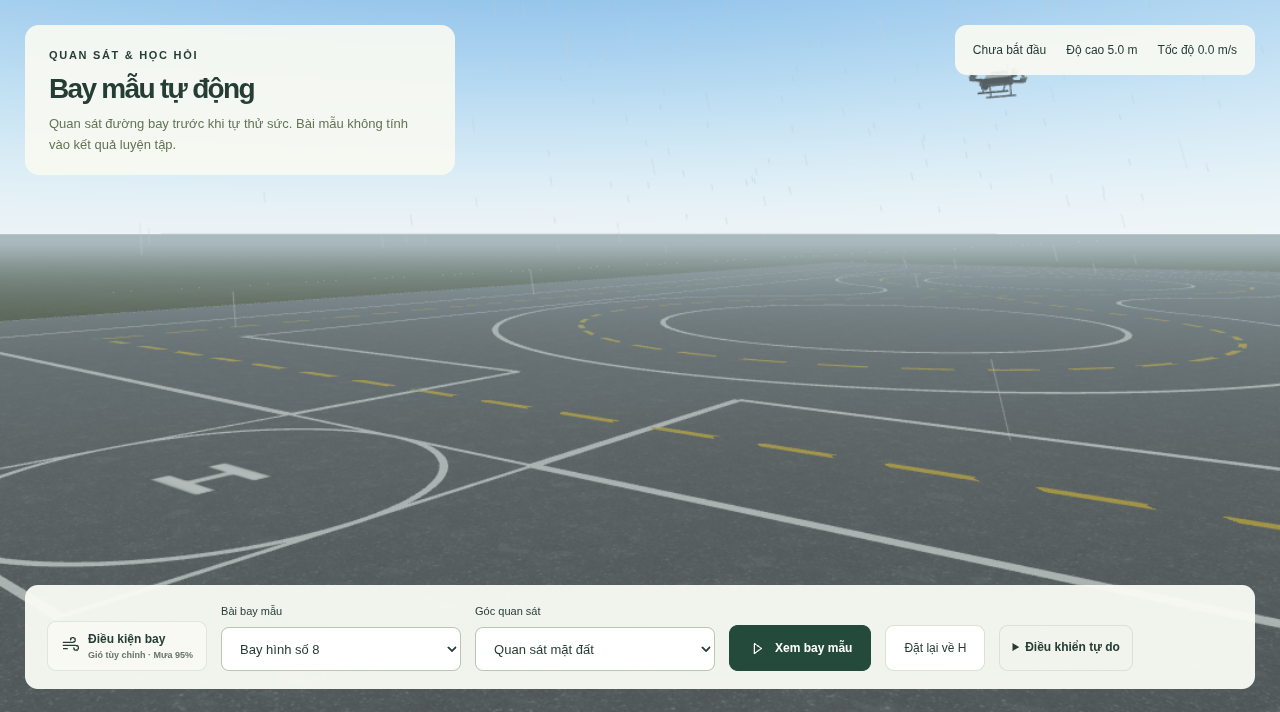 QUAN SÁT & HỌC HỎI
Bay mẫu tự động
Quan sát đường bay trước khi tự thử sức. Bài mẫu không tính
vào kết quả luyện tập.
Chưa bắt đầu Độ cao 5.0 m Tốc độ 0.0 m/s
H
Điều kiện bay
Gió tùy chỉnh · Mưa 95%
Bài bay mẫu
Bay hình số 8
Góc quan sát
Quan sát mặt đất
Xem bay mẫu
Đặt lại về H
Điều khiển tự do